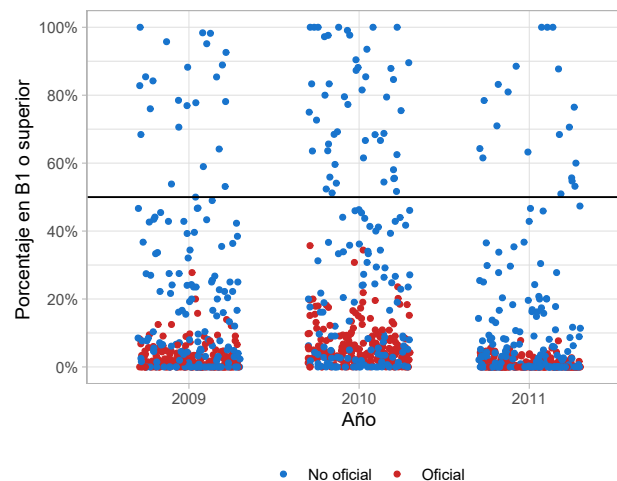 100%
80%
60%
40%
20%
0%
Porcentaje en B1 o superior
2009 2010 2011
Año
No oficial Oficial